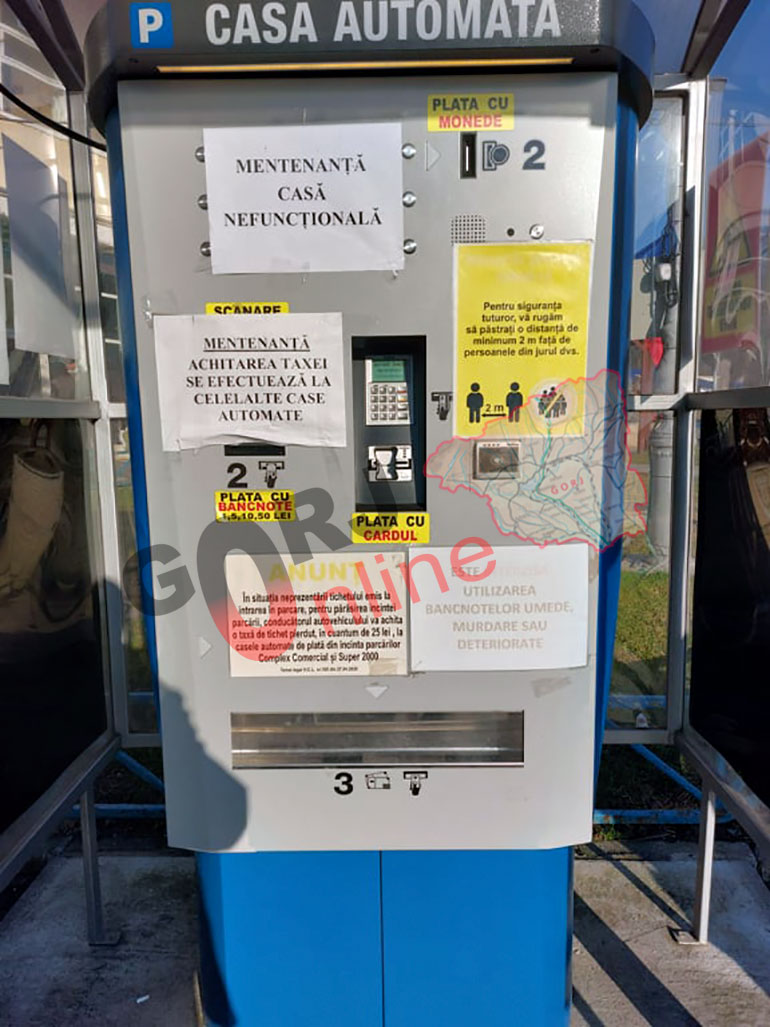 P CASA AUTOMATĂ
PLATA CU
MONEDE
2
MENTENANȚĂ
CASĂ
NEFUNCȚIONALĂ
Pentru siguranța
tuturor, vă rugăm
să păstrați o distanță de
minimum 2 m față de
persoanele din jurul dvs.
2 m
SCANARE
MENTENANȚĂ
ACHITAREA TAXEI
SE EFECTUEAZĂ LA
CELELALTE CASE
AUTOMATE
2
PLATA CU
BANCNOTE
1,5,10,50 LEI
PLATA CU
CARDUL
GORJ
GORJ
online
ANUNȚ
În situația neprezentării tichetului emis la
intrarea în parcare, pentru părăsirea incintei
parcării, conducătorul autovehiculului va achita
o taxă de tichet pierdut, în cuantum de 25 lei , la
casele automate de plată din incinta parcărilor
Complex Comercial și Super 2000
ESTE
UTILIZAREA
BANCNOTELOR UMEDE,
MURDARE SAU
DETERIORATE
3